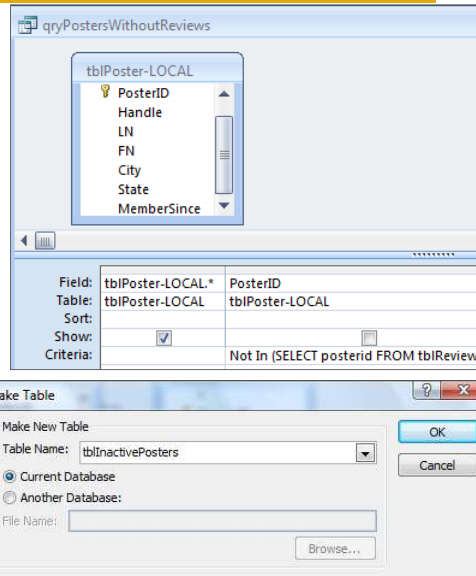 qryPostersWithoutReviews
tblPoster-LOCAL
PosterID
Handle
LN
FN
City
State
MemberSince
Field: tblPoster-LOCAL.* PosterID
Table: tblPoster-LOCAL tblPoster-LOCAL
Sort:
Show:
Criteria: Not In (SELECT posterid FROM tblReview
ake Table
Make New Table
Table Name: tblInactivePosters
OK
Current Database
Cancel
Another Database:
File Name:
Browse...